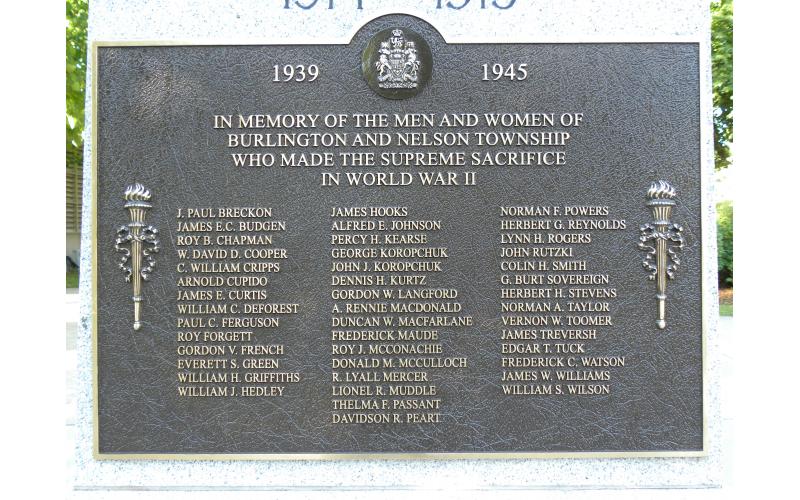 1939 1945
IN MEMORY OF THE MEN AND WOMEN OF
BURLINGTON AND NELSON TOWNSHIP
WHO MADE THE SUPREME SACRIFICE
IN WORLD WAR II
J. PAUL BRECKON
JAMES E.C. BUDGEN
ROY B. CHAPMAN
W. DAVID D. COOPER
C. WILLIAM CRIPPS
ARNOLD CUPIDO
JAMES E. CURTIS
WILLIAM C. DEFOREST
PAUL C. FERGUSON
ROY FORGETT
GORDON V. FRENCH
EVERETT S. GREEN
WILLIAM H. GRIFFITHS
WILLIAM J. HEDLEY
JAMES HOOKS
ALFRED E. JOHNSON
PERCY H. KEARSE
GEORGE KOROPCHUK
JOHN J. KOROPCHUK
DENNIS H. KURTZ
GORDON W. LANGFORD
A. RENNIE MACDONALD
DUNCAN W. MACFARLANE
FREDERICK MAUDE
ROY J. MCCONACHIE
DONALD M. MCCULLOCH
R. LYALL MERCER
LIONEL R. MUDDLE
THELMA F. PASSANT
DAVIDSON R. PEART
NORMAN F. POWERS
HERBERT G. REYNOLDS
LYNN H. ROGERS
JOHN RUTZKI
COLIN H. SMITH
G. BURT SOVEREIGN
HERBERT H. STEVENS
NORMAN A. TAYLOR
VERNON W. TOOMER
JAMES TREVERSH
EDGAR T. TUCK
FREDERICK C. WATSON
JAMES W. WILLIAMS
WILLIAM S. WILSON